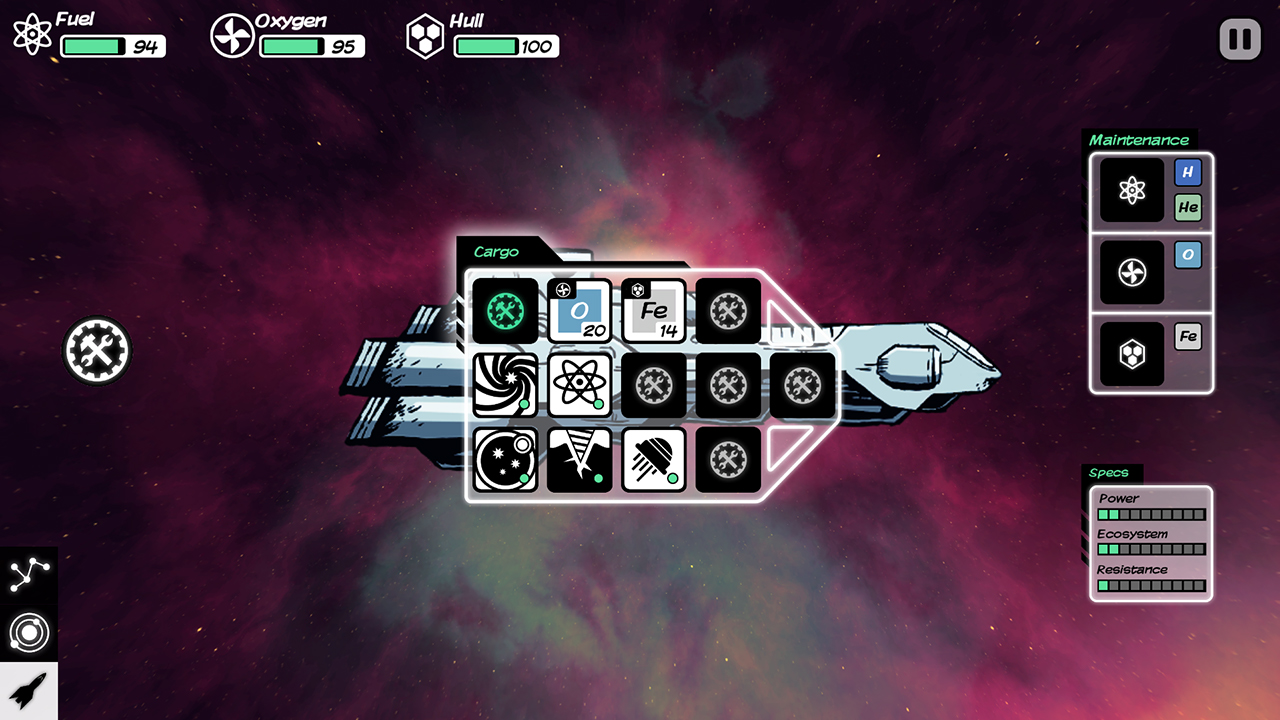 Fuel
94
Oxygen
95
Hull
100
Maintenance
H
He
O
Fe
Cargo
O
20
Fe
14
Specs
Power
Ecosystem
Resistance